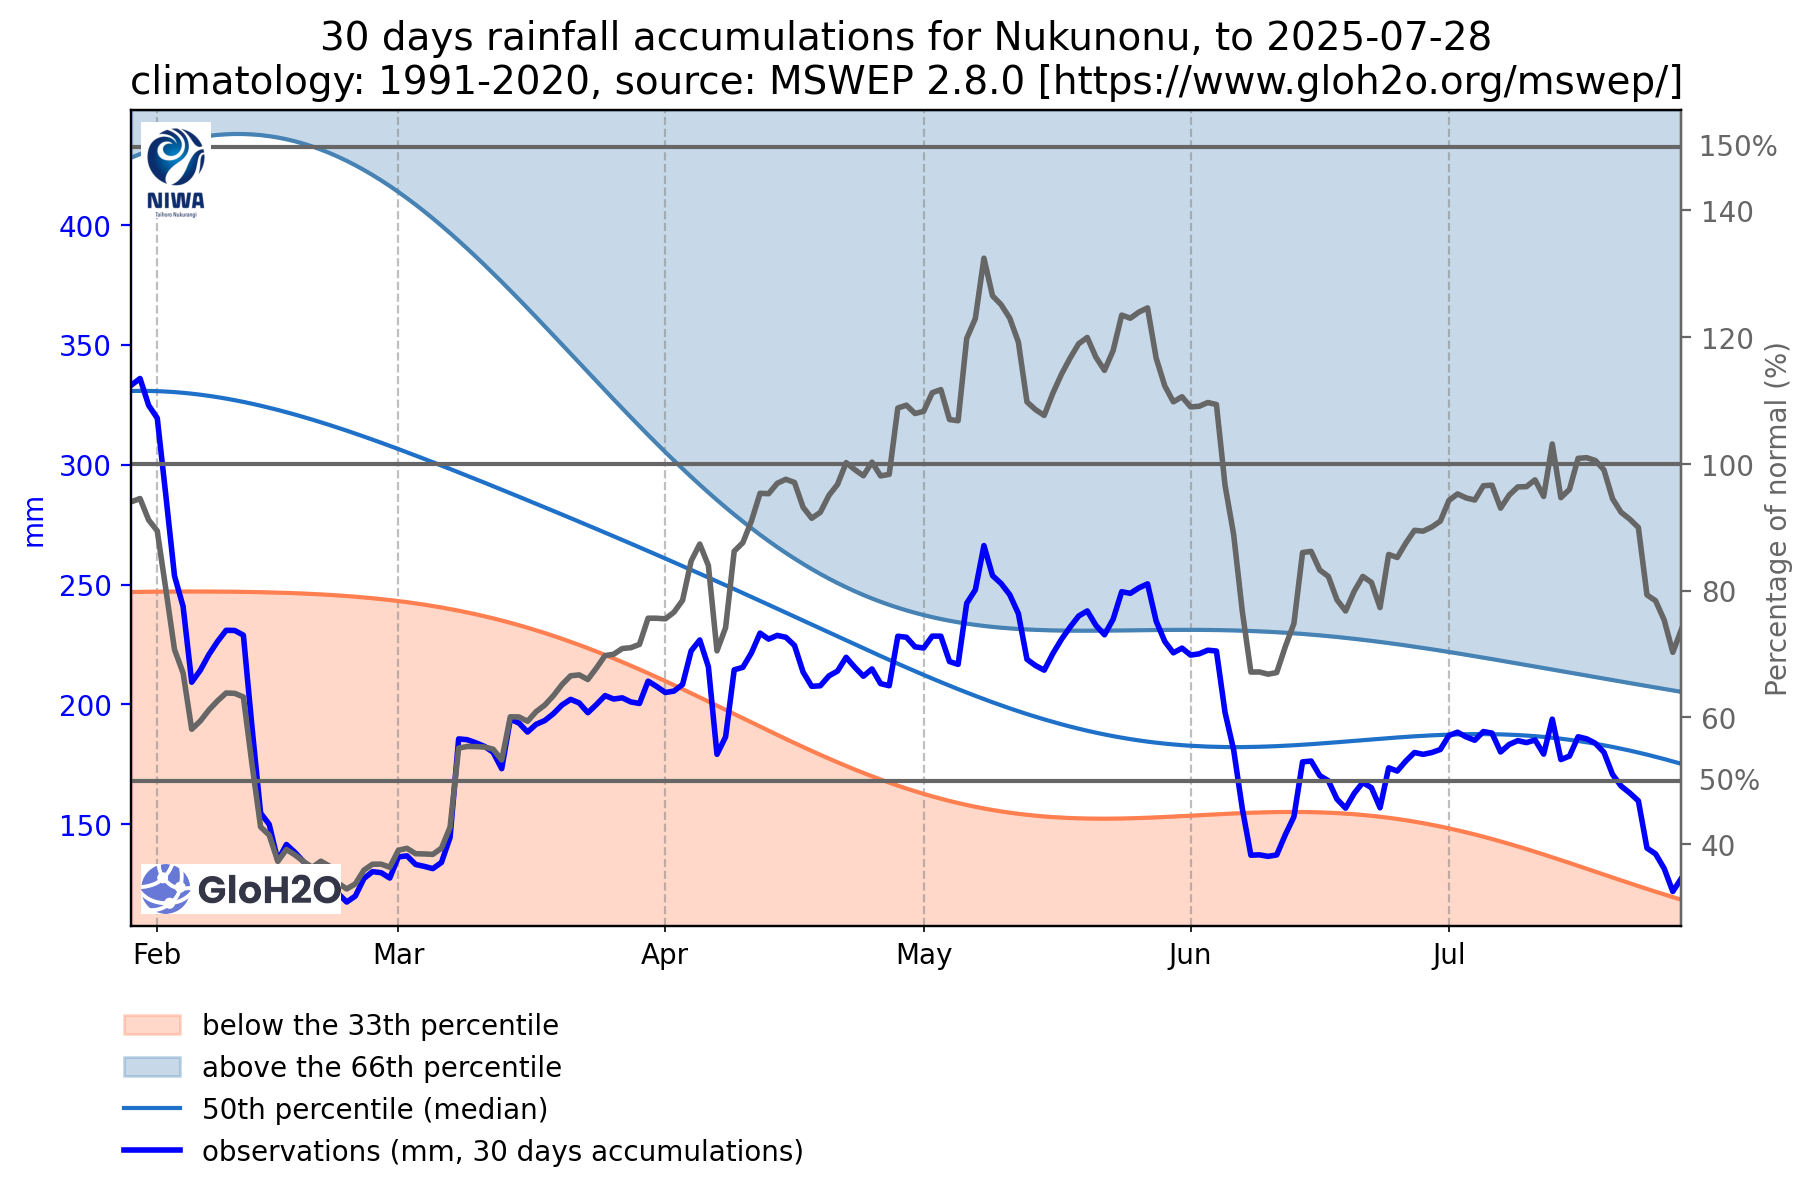 30 days rainfall accumulations for Nukunonu, to 2025-07-28
climatology: 1991-2020, source: MSWEP 2.8.0 [https://www.gloh2o.org/mswep/]
NIWA
Taihoro Nukurangi
mm
400
350
300
250
200
150
150%
140
120
100
80
60
50%
40
Percentage of normal (%)
GloH2O
Feb
Mar
Apr
May
Jun
Jul
below the 33th percentile
above the 66th percentile
50th percentile (median)
observations (mm, 30 days accumulations)